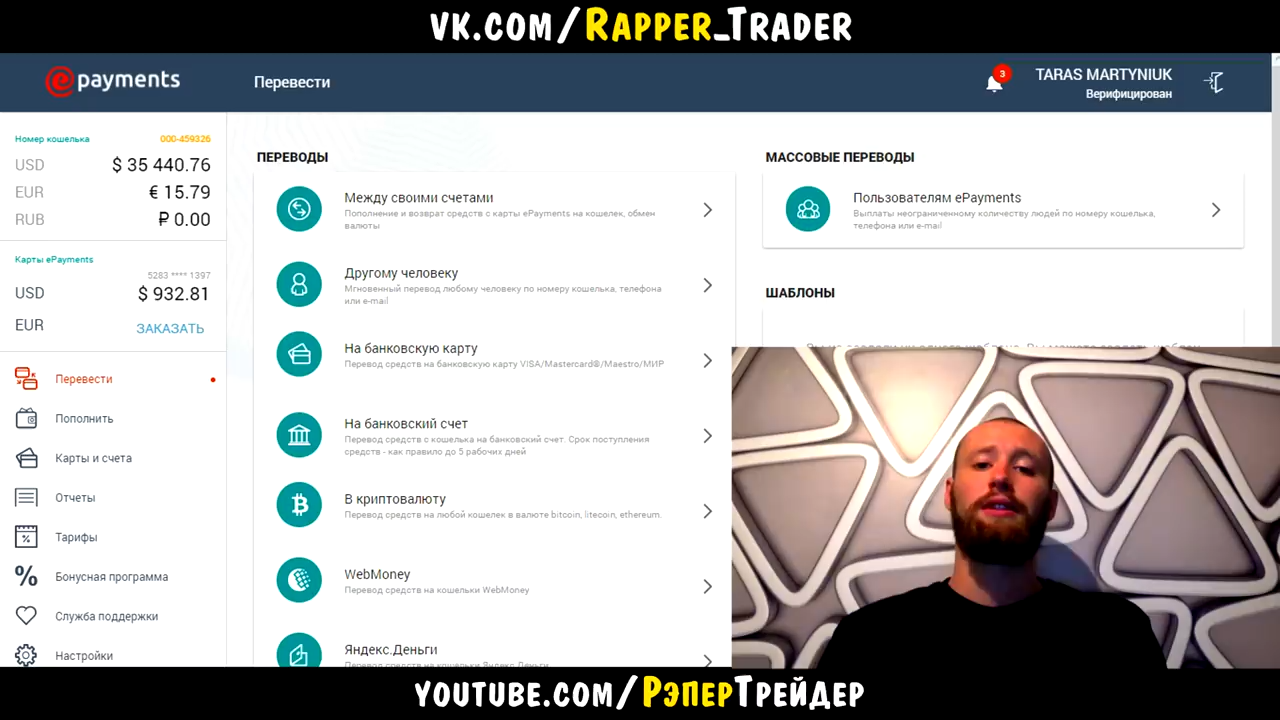 VK.COM/RAPPER_TRADER
epayments
Перевести
3
TARAS MARTYNIUK
Верифицирован
Номер кошелька 000-459326
USD $ 35 440.76
EUR € 15.79
RUB ₽ 0.00
Карты ePayments
5283 **** 1397
USD $ 932.81
EUR ЗАКАЗАТЬ
Перевести
Пополнить
Карты и счета
Отчеты
Тарифы
Бонусная программа
Служба поддержки
Настройки
ПЕРЕВОДЫ
Между своими счетами
Пополнение и возврат средств с карты ePayments на кошелек, обмен
валюты
Другому человеку
Мгновенный перевод любому человеку по номеру кошелька, телефона
или e-mail
На банковскую карту
Перевод средств на банковскую карту VISA/Mastercard®/Maestro/МИР
На банковский счет
Перевод средств с кошелька на банковский счет. Срок поступления
средств - как правило до 5 рабочих дней
В криптовалюту
Перевод средств на любой кошелек в валюте bitcoin, litecoin, ethereum.
WebMoney
Перевод средств на кошельки WebMoney
Яндекс.Деньги
Перевод средств на кошельки Яндекс.Деньги
МАССОВЫЕ ПЕРЕВОДЫ
Пользователям ePayments
Выплаты неограниченному количеству людей по номеру кошелька,
телефона или e-mail
ШАБЛОНЫ
YOUTUBE.COM/РЭПЕРТРЕЙДЕР